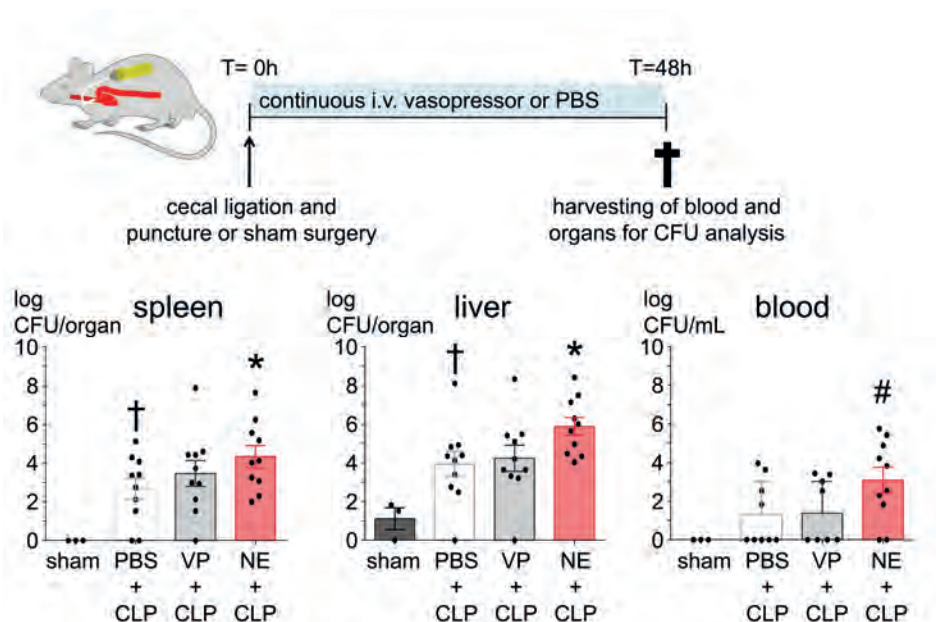 T= 0h
T=48h
continuous i.v. vasopressor or PBS
cecal ligation and
puncture or sham surgery
harvesting of blood and
organs for CFU analysis
log
CFU/organ
spleen
10
8
6
4
2
0
†
*
sham
PBS
+
CLP
VP
+
CLP
NE
+
CLP
log
CFU/organ
liver
10
8
6
4
2
0
†
*
sham
PBS
+
CLP
VP
+
CLP
NE
+
CLP
log
CFU/mL
blood
10
8
6
4
2
0
#
sham
PBS
+
CLP
VP
+
CLP
NE
+
CLP